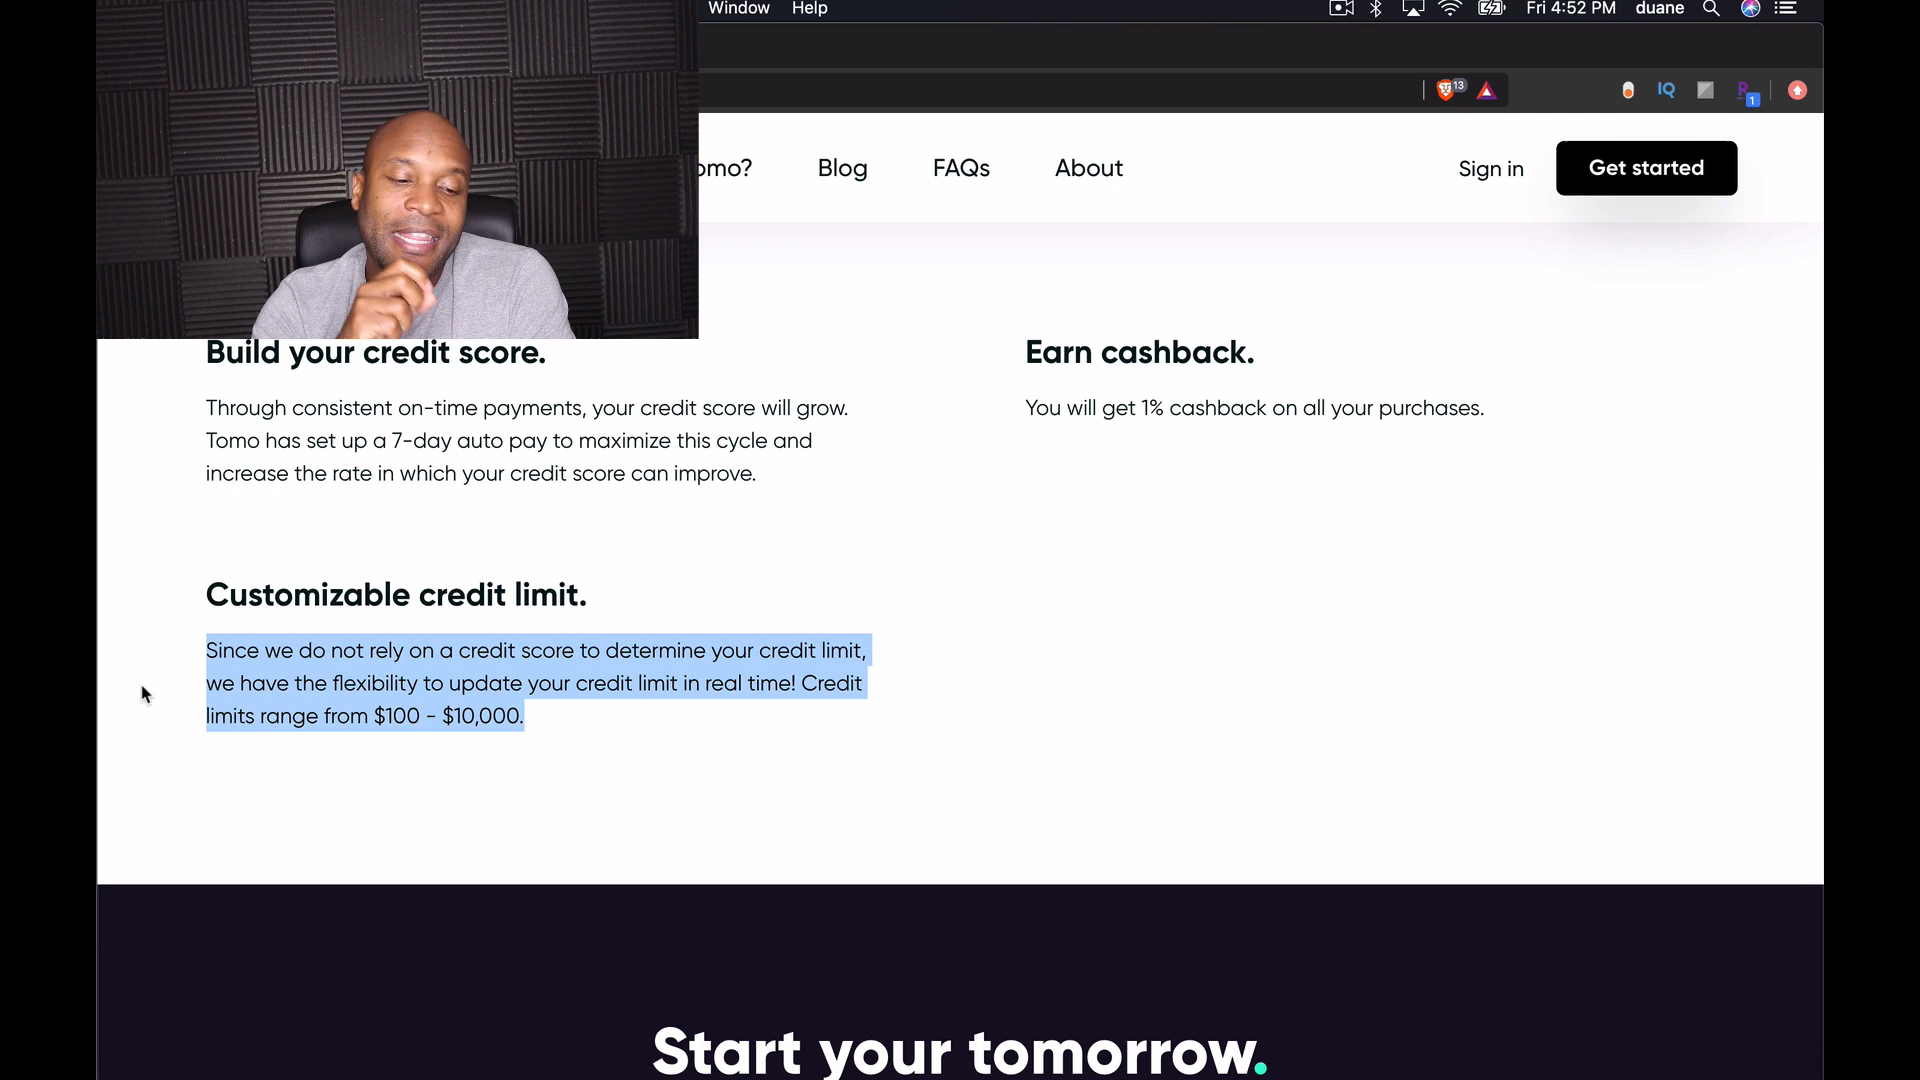 Window Help Fri 4:52 PM duane
13
IQ
1
omo? Blog FAQs About Sign in Get started
Build your credit score.
Through consistent on-time payments, your credit score will grow.
Tomo has set up a 7-day auto pay to maximize this cycle and
increase the rate in which your credit score can improve.
Earn cashback.
You will get 1% cashback on all your purchases.
Customizable credit limit.
Since we do not rely on a credit score to determine your credit limit,
we have the flexibility to update your credit limit in real time! Credit
limits range from $100 - $10,000.
Start your tomorrow.